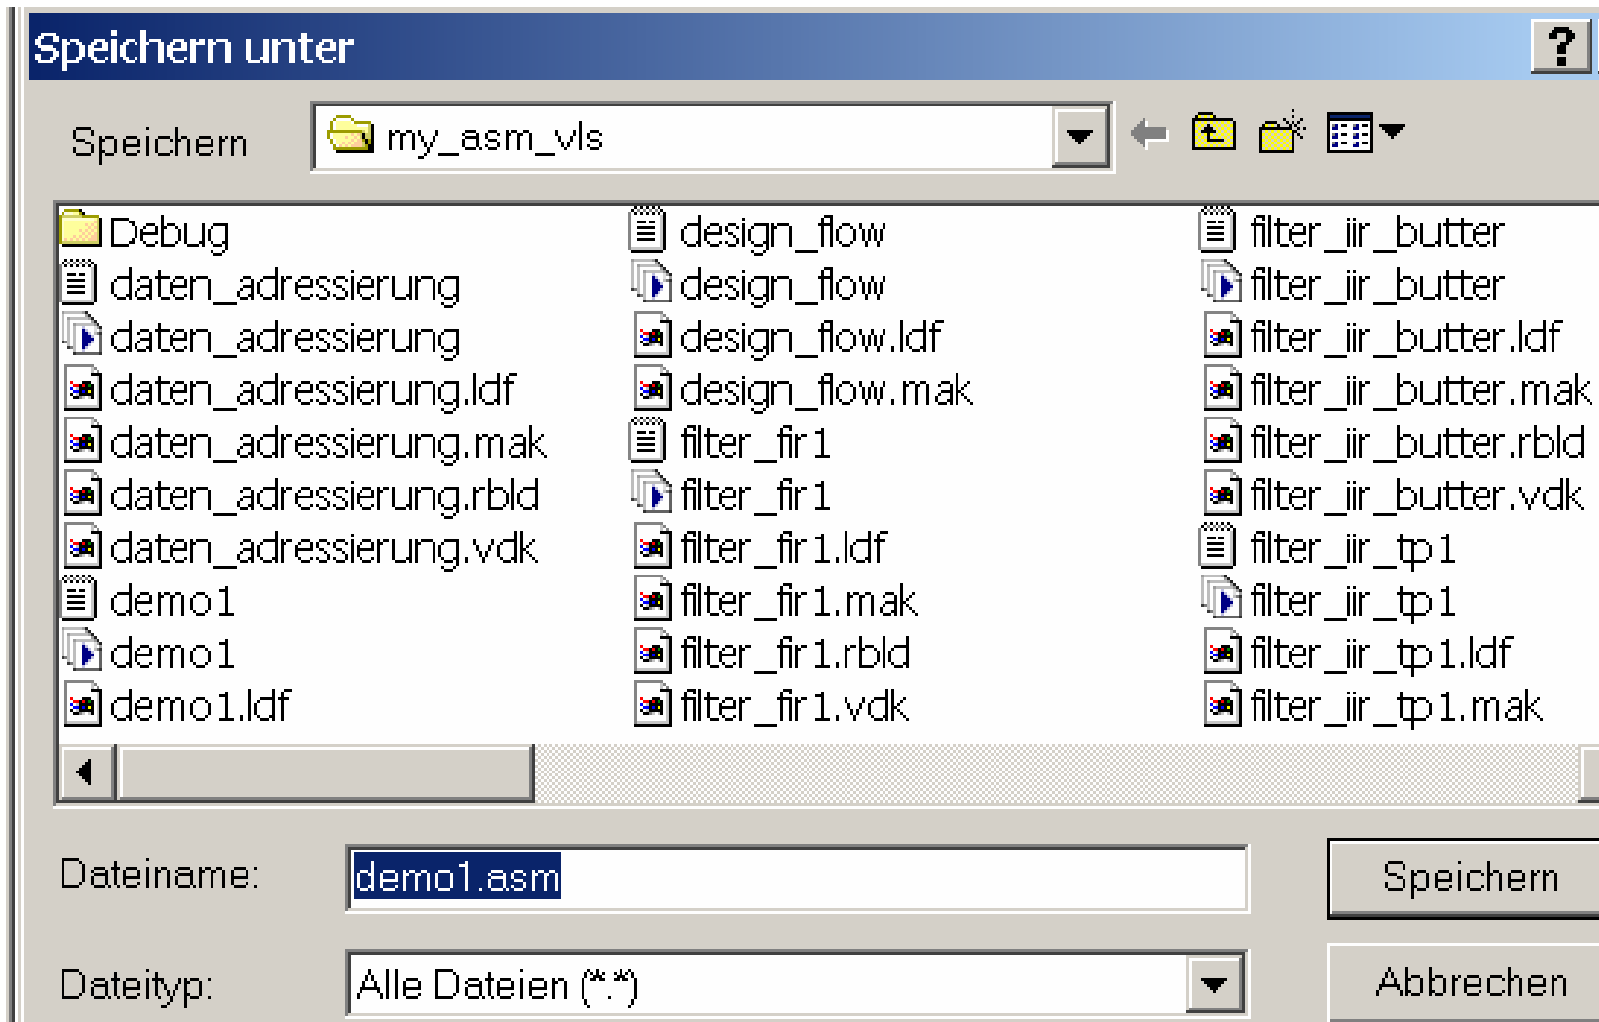 Speichern unter
Speichern my_asm_vls
Debug
daten_adressierung
daten_adressierung
daten_adressierung.ldf
daten_adressierung.mak
daten_adressierung.rbld
daten_adressierung.vdk
demo1
demo1
demo1.ldf
design_flow
design_flow
design_flow.ldf
design_flow.mak
filter_fir1
filter_fir1
filter_fir1.ldf
filter_fir1.mak
filter_fir1.rbld
filter_fir1.vdk
filter_iir_butter
filter_iir_butter
filter_iir_butter.ldf
filter_iir_butter.mak
filter_iir_butter.rbld
filter_iir_butter.vdk
filter_iir_tp1
filter_iir_tp1
filter_iir_tp1.ldf
filter_iir_tp1.mak
Dateiname: demo1.asm Speichern
Dateityp: Alle Dateien (*.*) Abbrechen